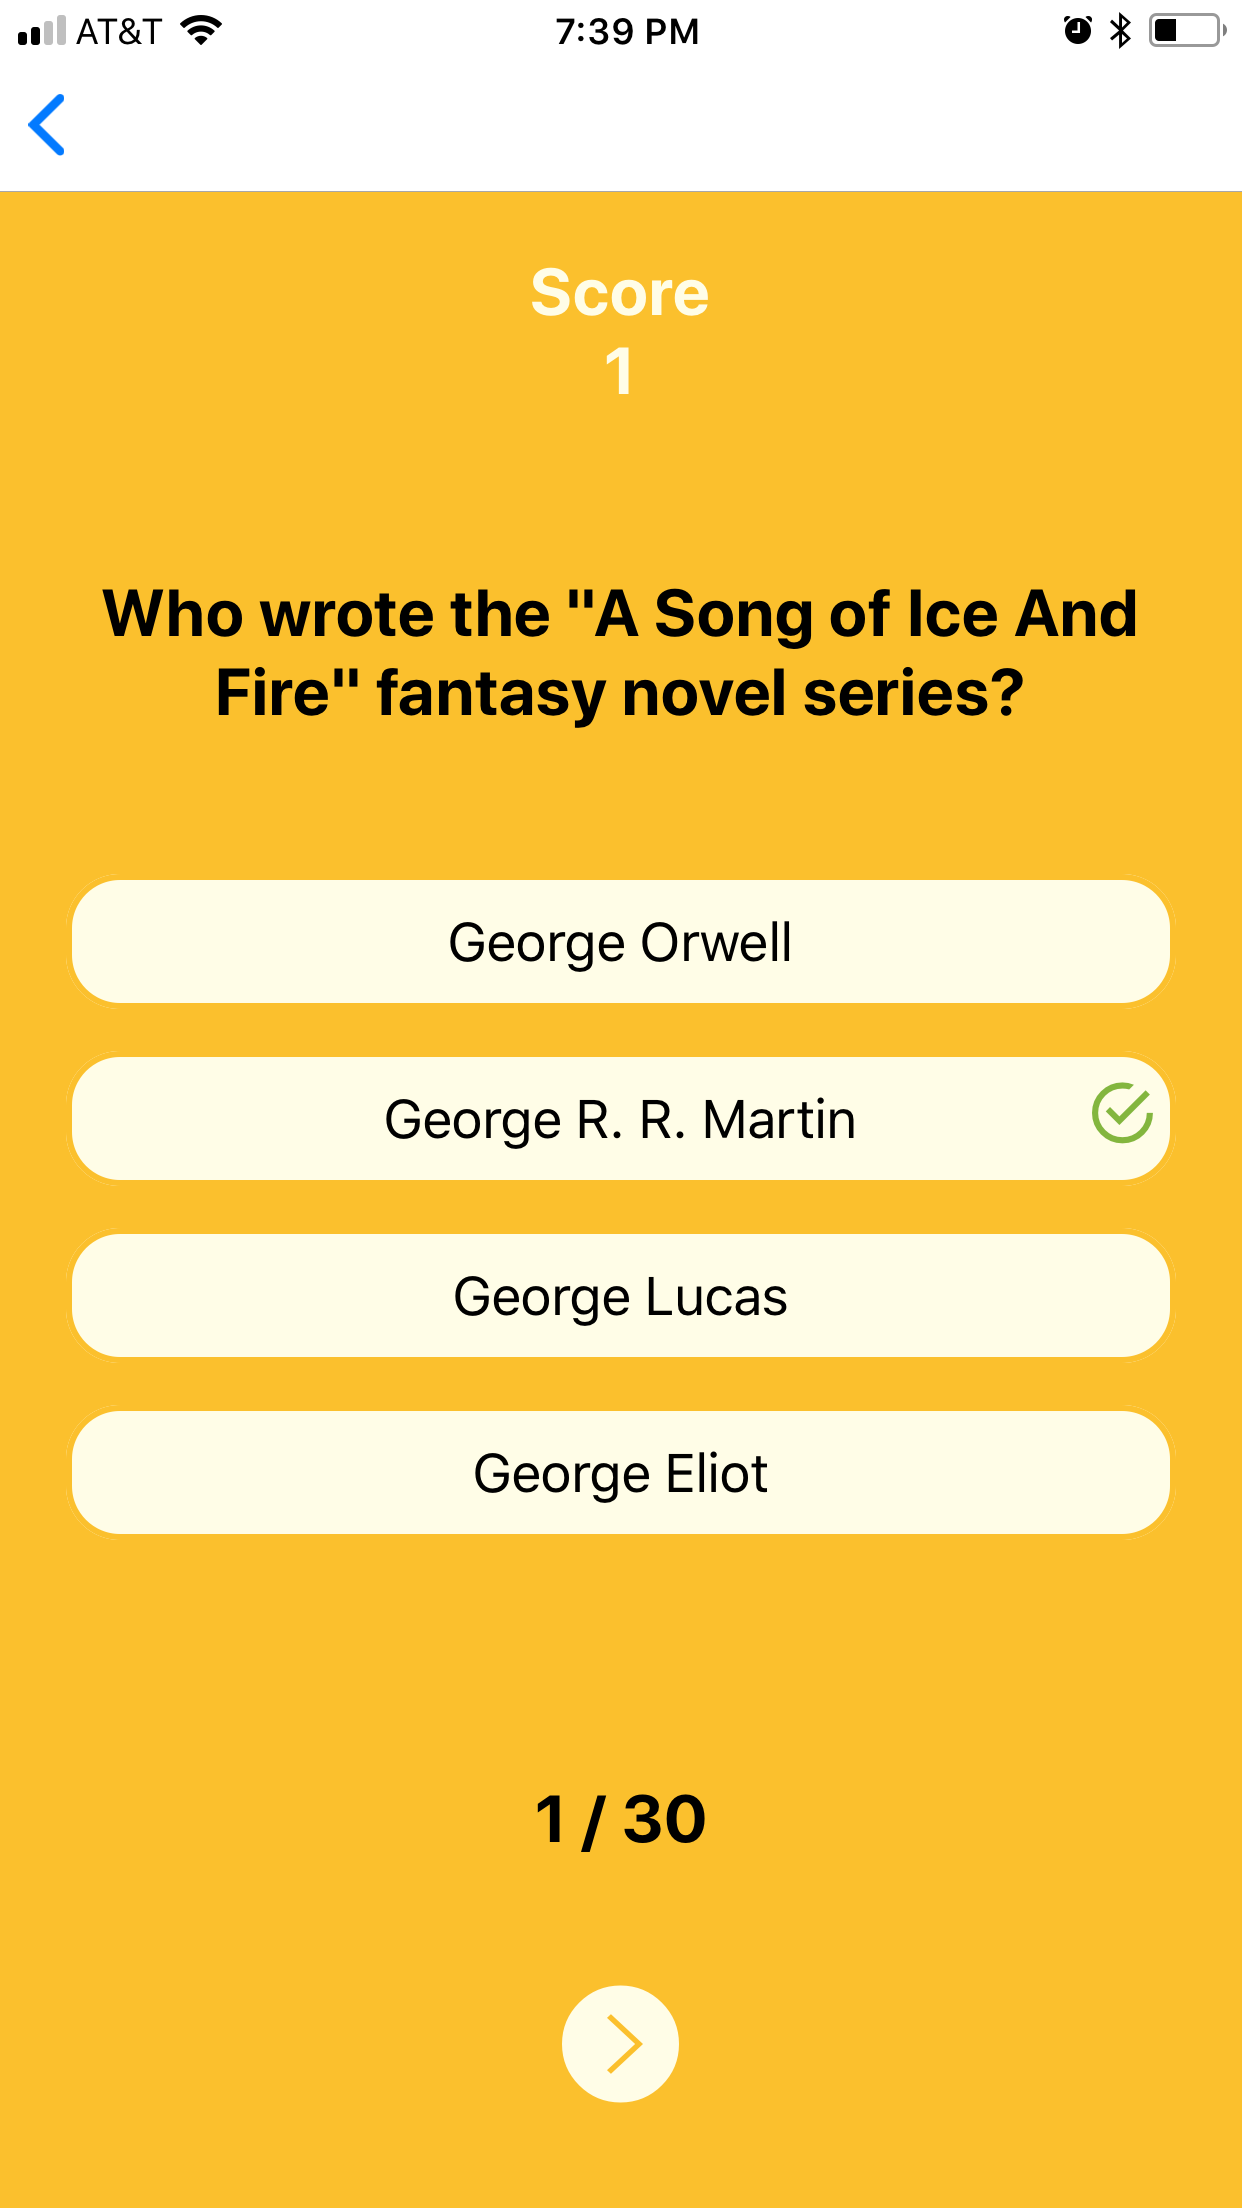 AT&T 7:39 PM
Score
1
Who wrote the "A Song of Ice And
Fire" fantasy novel series?
George Orwell
George R. R. Martin
George Lucas
George Eliot
1 / 30